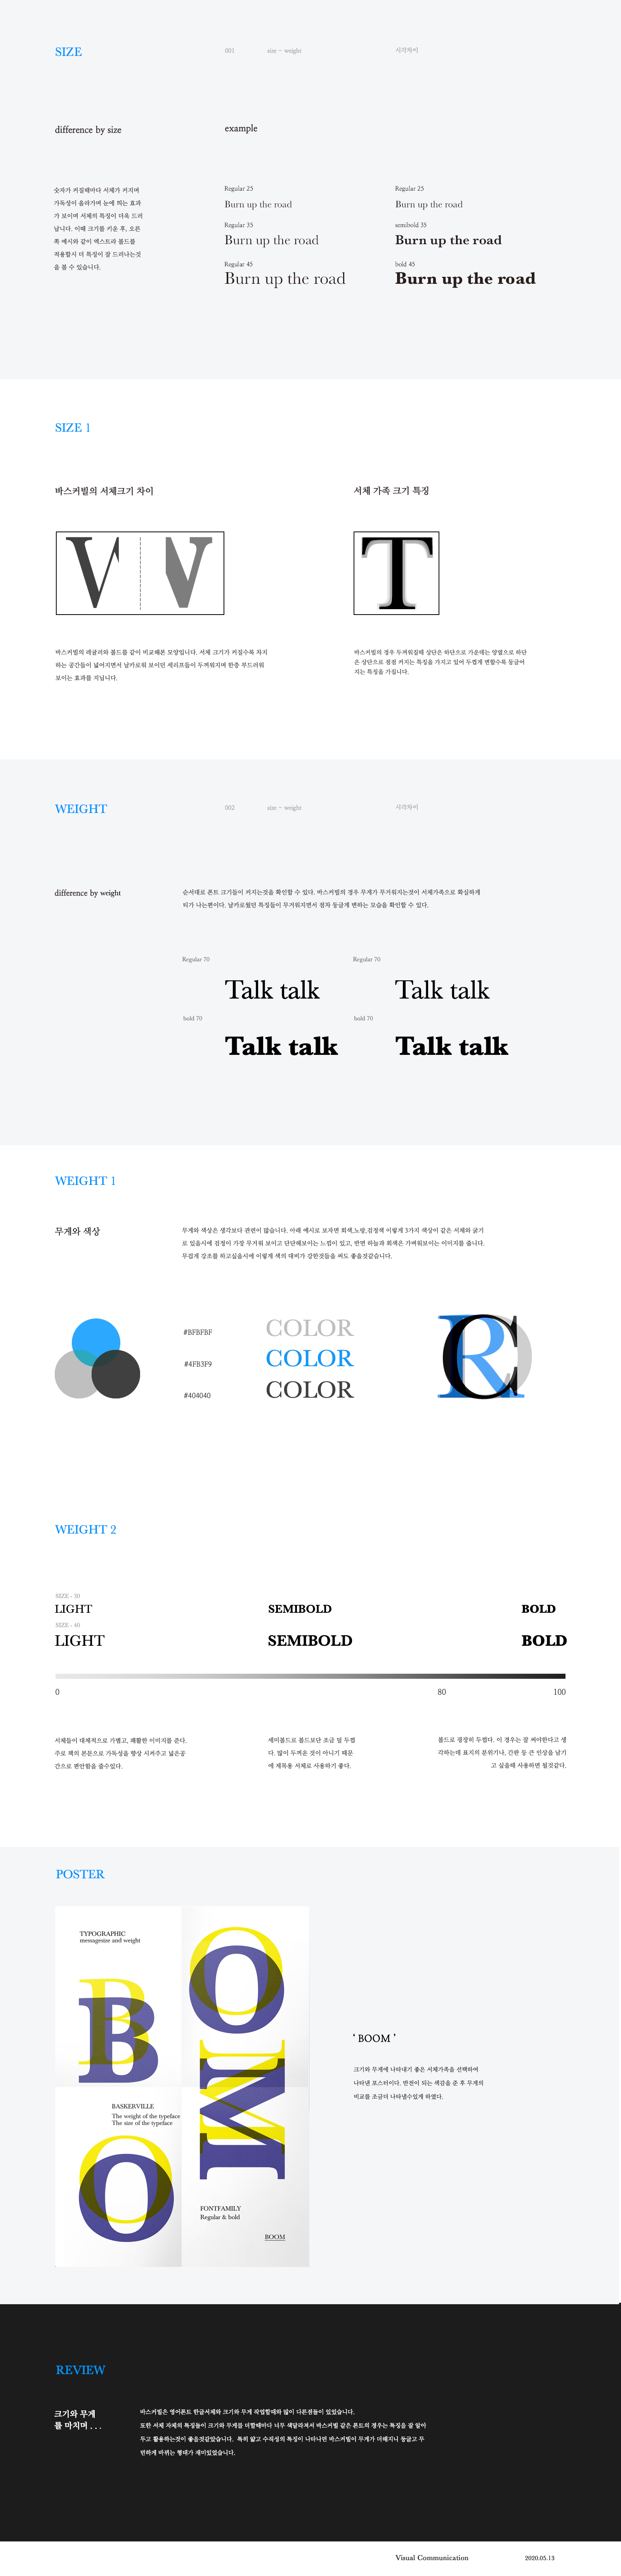 SIZE
001
size - weight
시각차이
difference by size
example
숫자가 커질때마다 서체가 커지며
가독성이 올라가며 눈에 띄는 효과
가 보이며 서체의 특징이 더욱 드러
납니다. 이때 크기를 키운 후, 오른
쪽 예시와 같이 엑스트라 볼드를
적용할시 더 특징이 잘 드러나는것
을 볼 수 있습니다.
Regular 25
Burn up the road
Regular 35
Burn up the road
Regular 45
Burn up the road
Regular 25
Burn up the road
semibold 35
Burn up the road
bold 45
Burn up the road
SIZE 1
바스커빌의 서체크기 차이
서체 가족 크기 특징
T
바스커빌의 레귤러와 볼드를 같이 비교해본 모양입니다. 서체 크기가 커질수록 차지
하는 공간들이 넓어지면서 날카로워 보이던 세리프들이 두꺼워지며 한층 부드러워
보이는 효과를 지닙니다.
바스커빌의 경우 두꺼워질때 상단은 하단으로 가운데는 양옆으로 하단
은 상단으로 점점 커지는 특징을 가지고 있어 두껍게 변할수록 둥글어
지는 특징을 가집니다.
WEIGHT
002
size - weight
시각차이
difference by weight
순서대로 폰트 크기들이 커지는것을 확인할 수 있다. 바스커빌의 경우 무게가 무거워지는것이 서체가족으로 확실하게
티가 나는편이다. 날카로웠던 특징들이 무거워지면서 점차 둥글게 변하는 모습을 확인할 수 있다.
Regular 70
Talk talk
bold 70
Talk talk
Regular 70
Talk talk
bold 70
Talk talk
WEIGHT 1
무게와 색상
무게와 색상은 생각보다 관련이 많습니다. 아래 예시로 보자면 회색,노랑,검정색 이렇게 3가지 색상이 같은 서체와 굵기
로 있을시에 검정이 가장 무거워 보이고 단단해보이는 느낌이 있고, 반면 하늘과 회색은 가벼워보이는 이미지를 줍니다.
무겁게 강조를 하고싶을시에 이렇게 색의 대비가 강한것들을 써도 좋을것같습니다.
#BFBFBF
#4FB3F9
#404040
COLOR
COLOR
COLOR
R
C
WEIGHT 2
SIZE - 30
LIGHT
SEMIBOLD
BOLD
SIZE - 40
LIGHT
SEMIBOLD
BOLD
0
80
100
서체들이 대체적으로 가볍고, 쾌활한 이미지를 준다.
주로 책의 본문으로 가독성을 향상 시켜주고 넓은공
간으로 편안함을 줄수있다.
세미볼드로 볼드보단 조금 덜 두껍
다. 많이 두꺼운 것이 아니기 때문
에 제목용 서체로 사용하기 좋다.
볼드로 굉장히 두껍다. 이 경우는 잘 써야한다고 생
각하는데 표지의 분위기나, 간판 등 큰 인상을 남기
고 싶을때 사용하면 될것같다.
POSTER
TYPOGRAPHIC
messagesize and weight
B
O
M
O
BASKERVILLE
The weight of the typeface
The size of the typeface
FONTFAMILY
Regular & bold
BOOM
‘ BOOM ’
크기와 무게에 나타내기 좋은 서체가족을 선택하여
나타낸 포스터이다. 반전이 되는 색감을 준 후 무게의
비교를 조금더 나타낼수있게 하였다.
REVIEW
크기와 무게
를 마치며 . . .
바스커빌은 영어폰트 한글서체와 크기와 무게 작업할때와 많이 다른점들이 있었습니다.
또한 서체 자체의 특징들이 크기와 무게를 더할때마다 너무 색달라져서 바스커빌 같은 폰트의 경우는 특징을 잘 알아
두고 활용하는것이 좋을것같았습니다. 특히 얇고 수직성의 특징이 나타나던 바스커빌이 무게가 더해지니 둥글고 무
던하게 바뀌는 형태가 재미있었습니다.
Visual Communication
2020.05.13